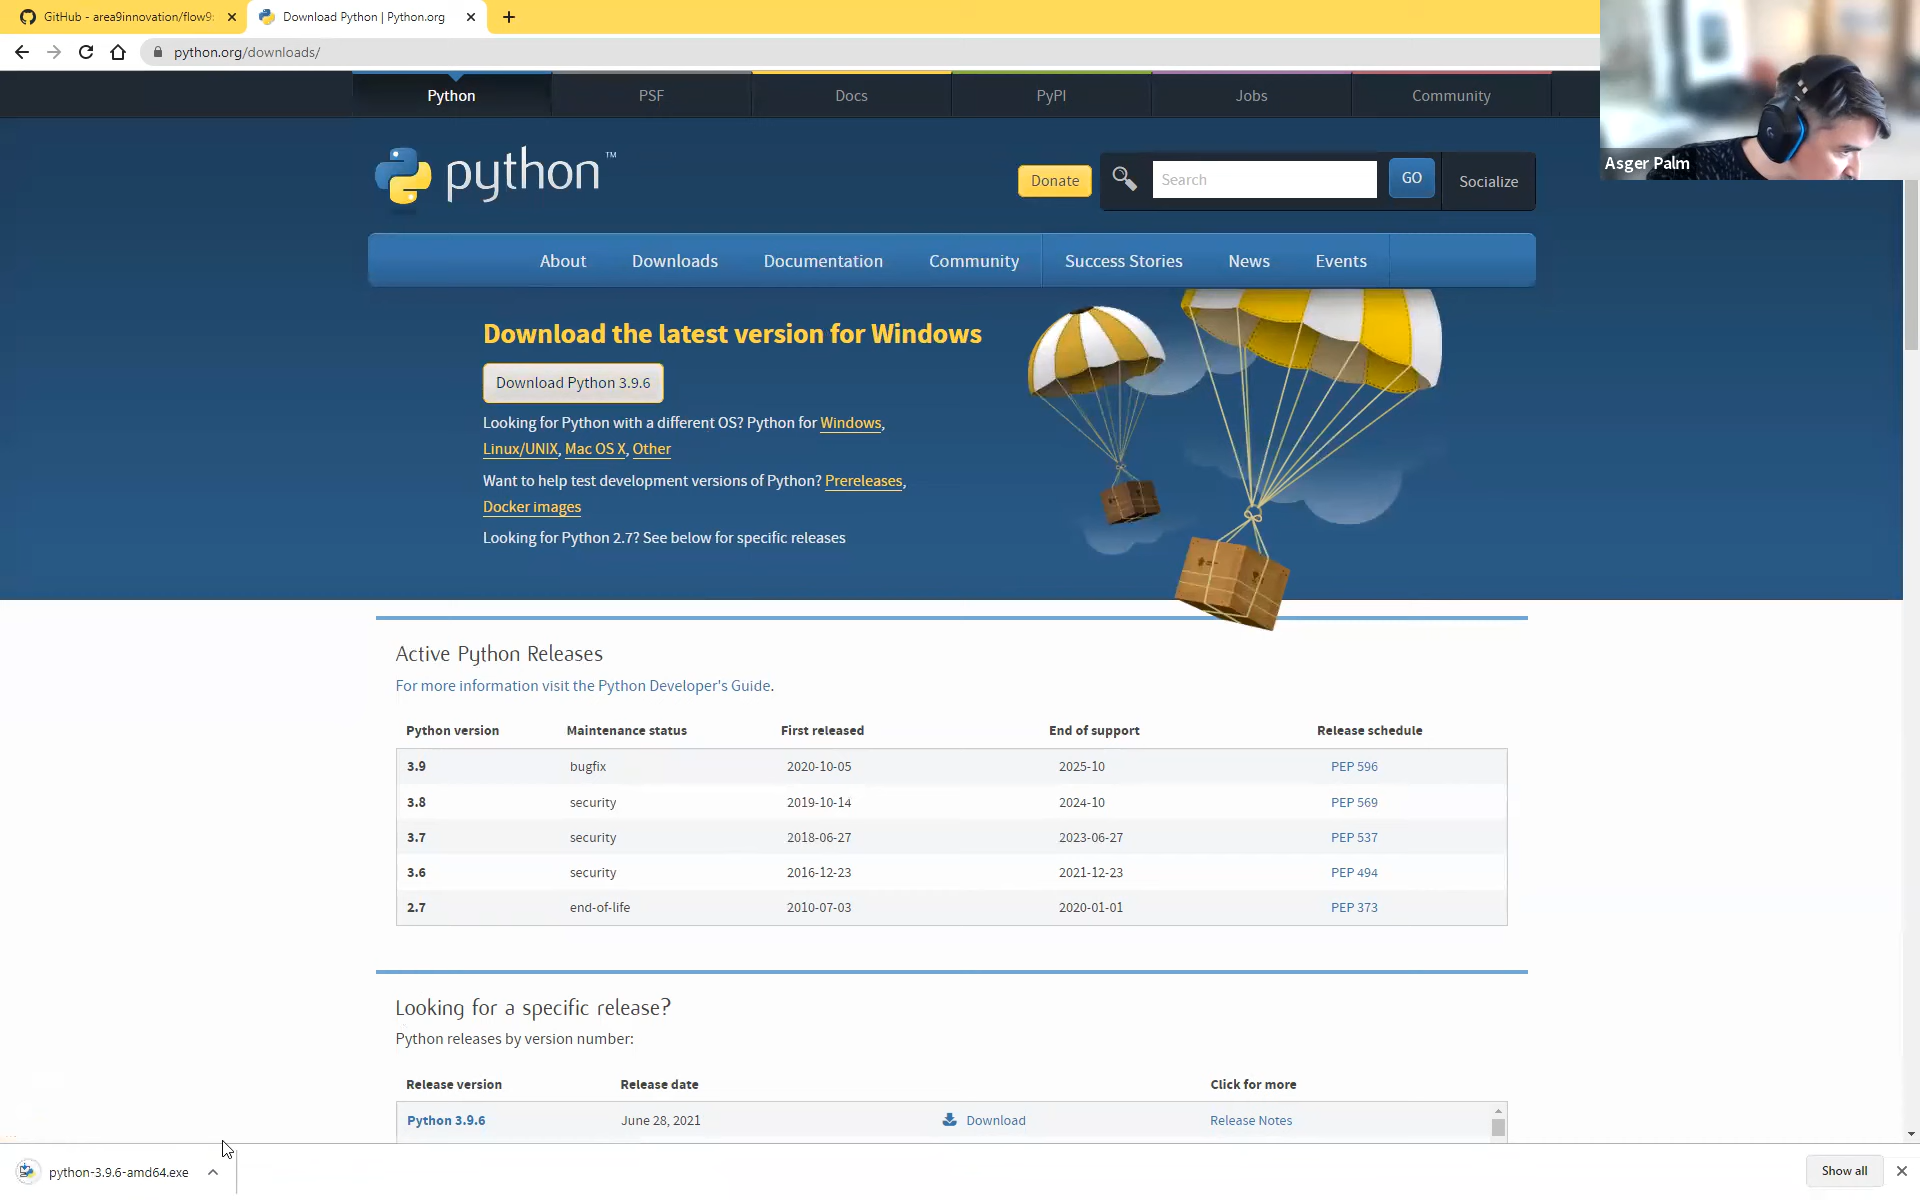 GitHub - area9innovation/flow9:
Download Python | Python.org
python.org/downloads/
Python
PSF
Docs
PyPI
Jobs
Community
Asger Palm
python™
Donate
Search
GO
Socialize
About
Downloads
Documentation
Community
Success Stories
News
Events
Download the latest version for Windows
Download Python 3.9.6
Looking for Python with a different OS? Python for Windows,
Linux/UNIX, Mac OS X, Other
Want to help test development versions of Python? Prereleases,
Docker images
Looking for Python 2.7? See below for specific releases
Active Python Releases
For more information visit the Python Developer's Guide.
Python version Maintenance status First released End of support Release schedule
3.9 bugfix 2020-10-05 2025-10 PEP 596
3.8 security 2019-10-14 2024-10 PEP 569
3.7 security 2018-06-27 2023-06-27 PEP 537
3.6 security 2016-12-23 2021-12-23 PEP 494
2.7 end-of-life 2010-07-03 2020-01-01 PEP 373
Looking for a specific release?
Python releases by version number:
Release version Release date Click for more
Python 3.9.6 June 28, 2021 Download Release Notes
python-3.9.6-amd64.exe
Show all